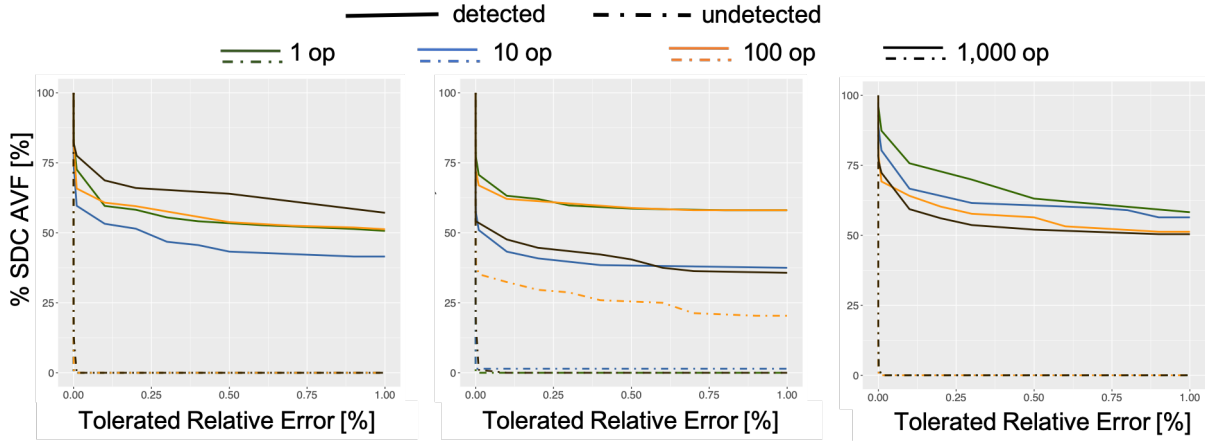 detected undetected
1 op 10 op 100 op 1,000 op
% SDC AVF [%]
100 100 100
75 75 75
50 50 50
25 25 25
0 0 0
0.00 0.25 0.50 0.75 1.00 0.00 0.25 0.50 0.75 1.00 0.00 0.25 0.50 0.75 1.00
Tolerated Relative Error [%] Tolerated Relative Error [%] Tolerated Relative Error [%]